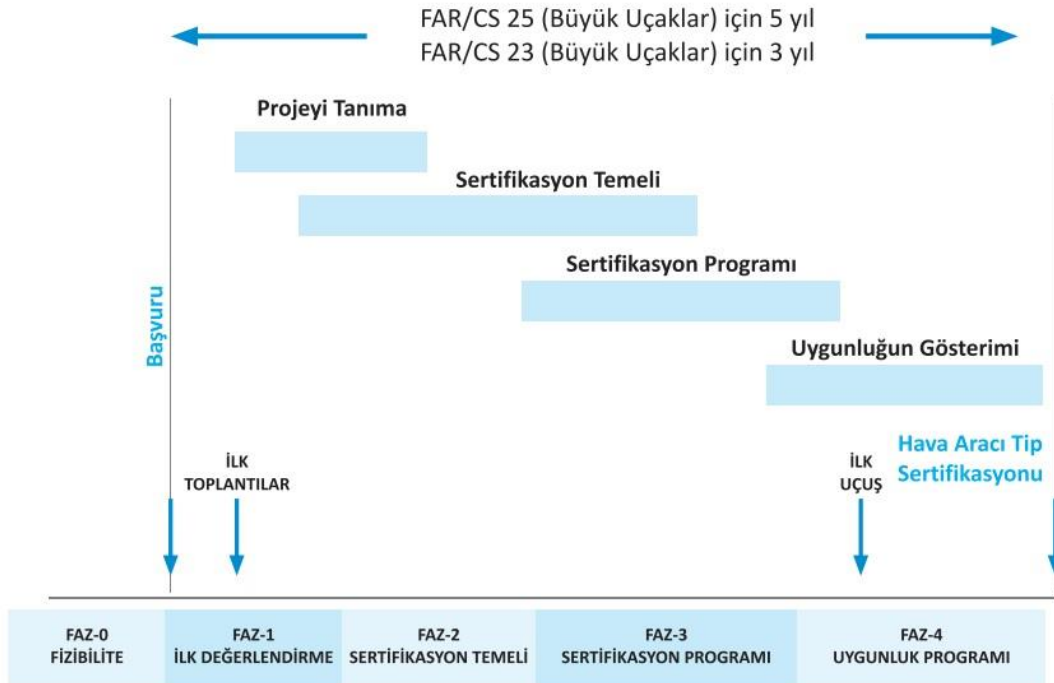 FAR/CS 25 (Büyük Uçaklar) için 5 yıl
FAR/CS 23 (Büyük Uçaklar) için 3 yıl
Projeyi Tanıma
Sertifikasyon Temeli
Sertifikasyon Programı
Başvuru
Uygunluğun Gösterimi
İLK
TOPLANTILAR
İLK
UÇUŞ
Hava Aracı Tip
Sertifikasyonu
FAZ-0
FİZİBİLİTE
FAZ-1
İLK DEĞERLENDİRME
FAZ-2
SERTİFİKASYON TEMELİ
FAZ-3
SERTİFİKASYON PROGRAMI
FAZ-4
UYGUNLUK PROGRAMI